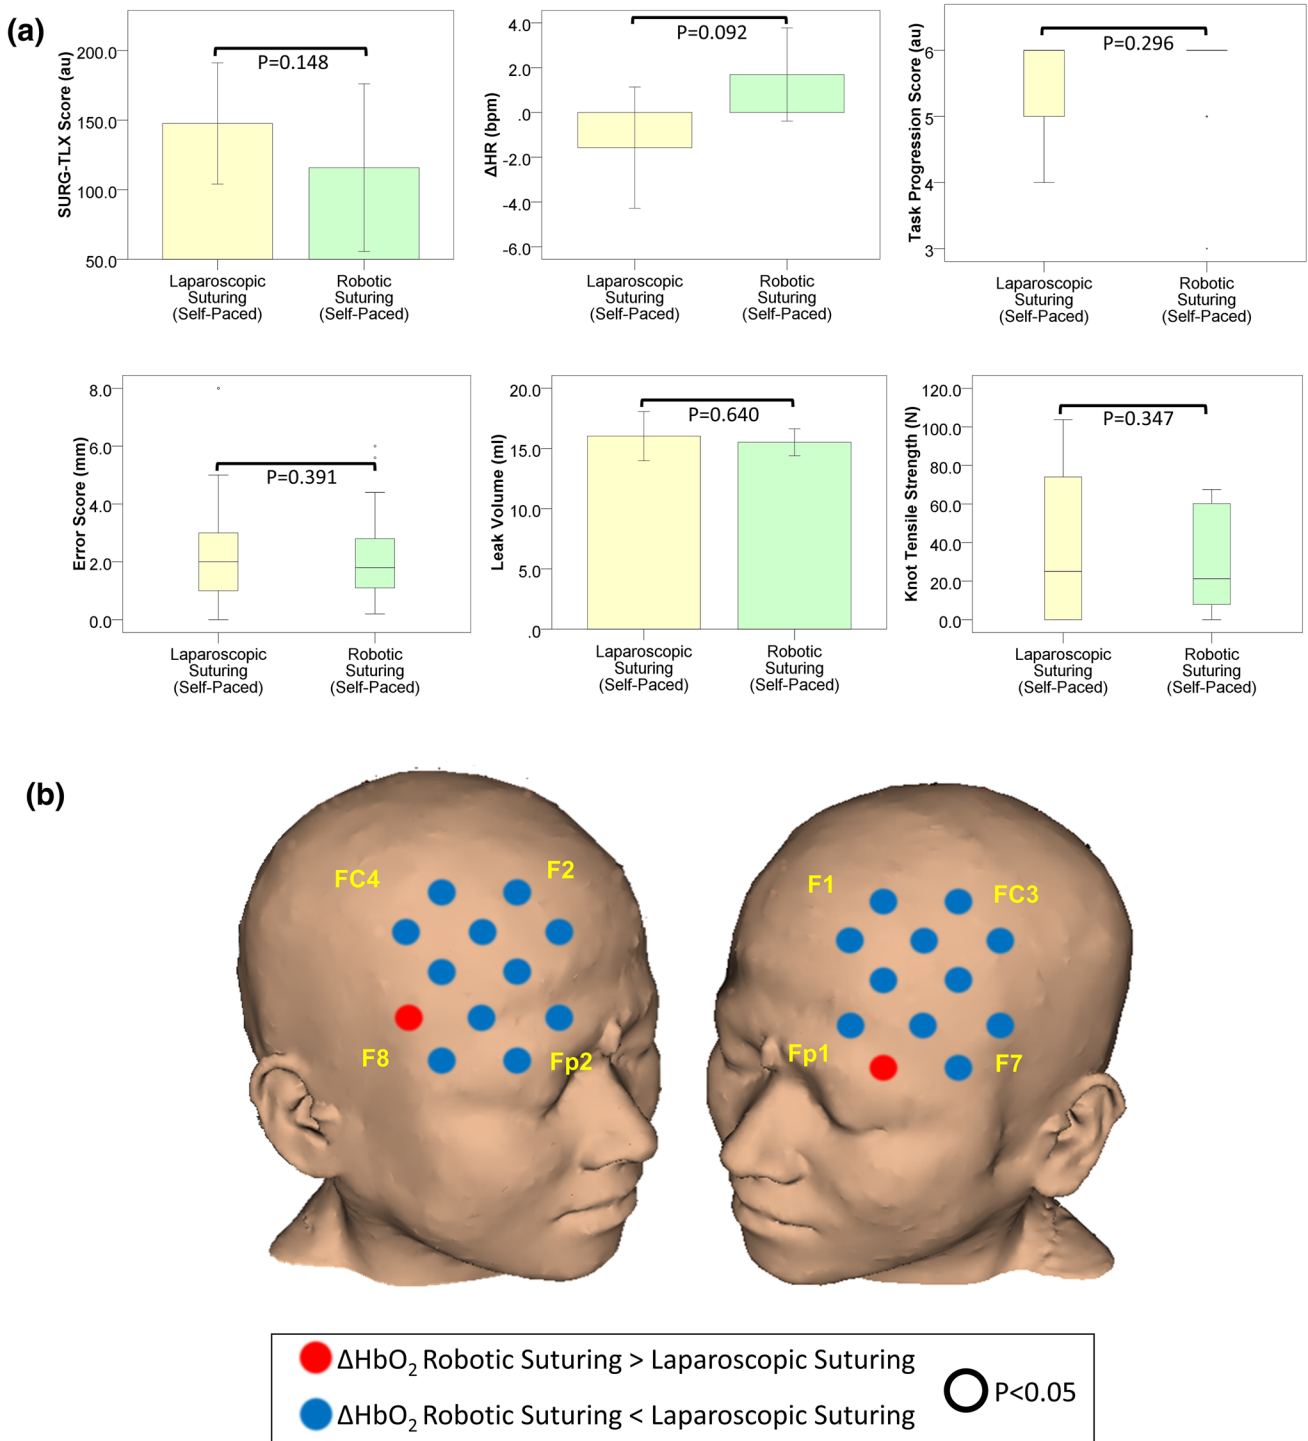 (a)
SURG-TLX Score (au)
200.0
150.0
100.0
50.0
P=0.148
Laparoscopic
Suturing
(Self-Paced)
Robotic
Suturing
(Self-Paced)
ΔHR (bpm)
4.0
2.0
.0
-2.0
-4.0
-6.0
P=0.092
Laparoscopic
Suturing
(Self-Paced)
Robotic
Suturing
(Self-Paced)
Task Progression Score (au)
6
5
4
3
P=0.296
Laparoscopic
Suturing
(Self-Paced)
Robotic
Suturing
(Self-Paced)
Error Score (mm)
8.0
6.0
4.0
2.0
0.0
P=0.391
Laparoscopic
Suturing
(Self-Paced)
Robotic
Suturing
(Self-Paced)
Leak Volume (ml)
20.0
15.0
10.0
5.0
.0
P=0.640
Laparoscopic
Suturing
(Self-Paced)
Robotic
Suturing
(Self-Paced)
Knot Tensile Strength (N)
120.0
100.0
80.0
60.0
40.0
20.0
0.0
P=0.347
Laparoscopic
Suturing
(Self-Paced)
Robotic
Suturing
(Self-Paced)
(b)
FC4
F2
F8
Fp2
F1
FC3
Fp1
F7
ΔHbO₂ Robotic Suturing > Laparoscopic Suturing
ΔHbO₂ Robotic Suturing < Laparoscopic Suturing
P<0.05